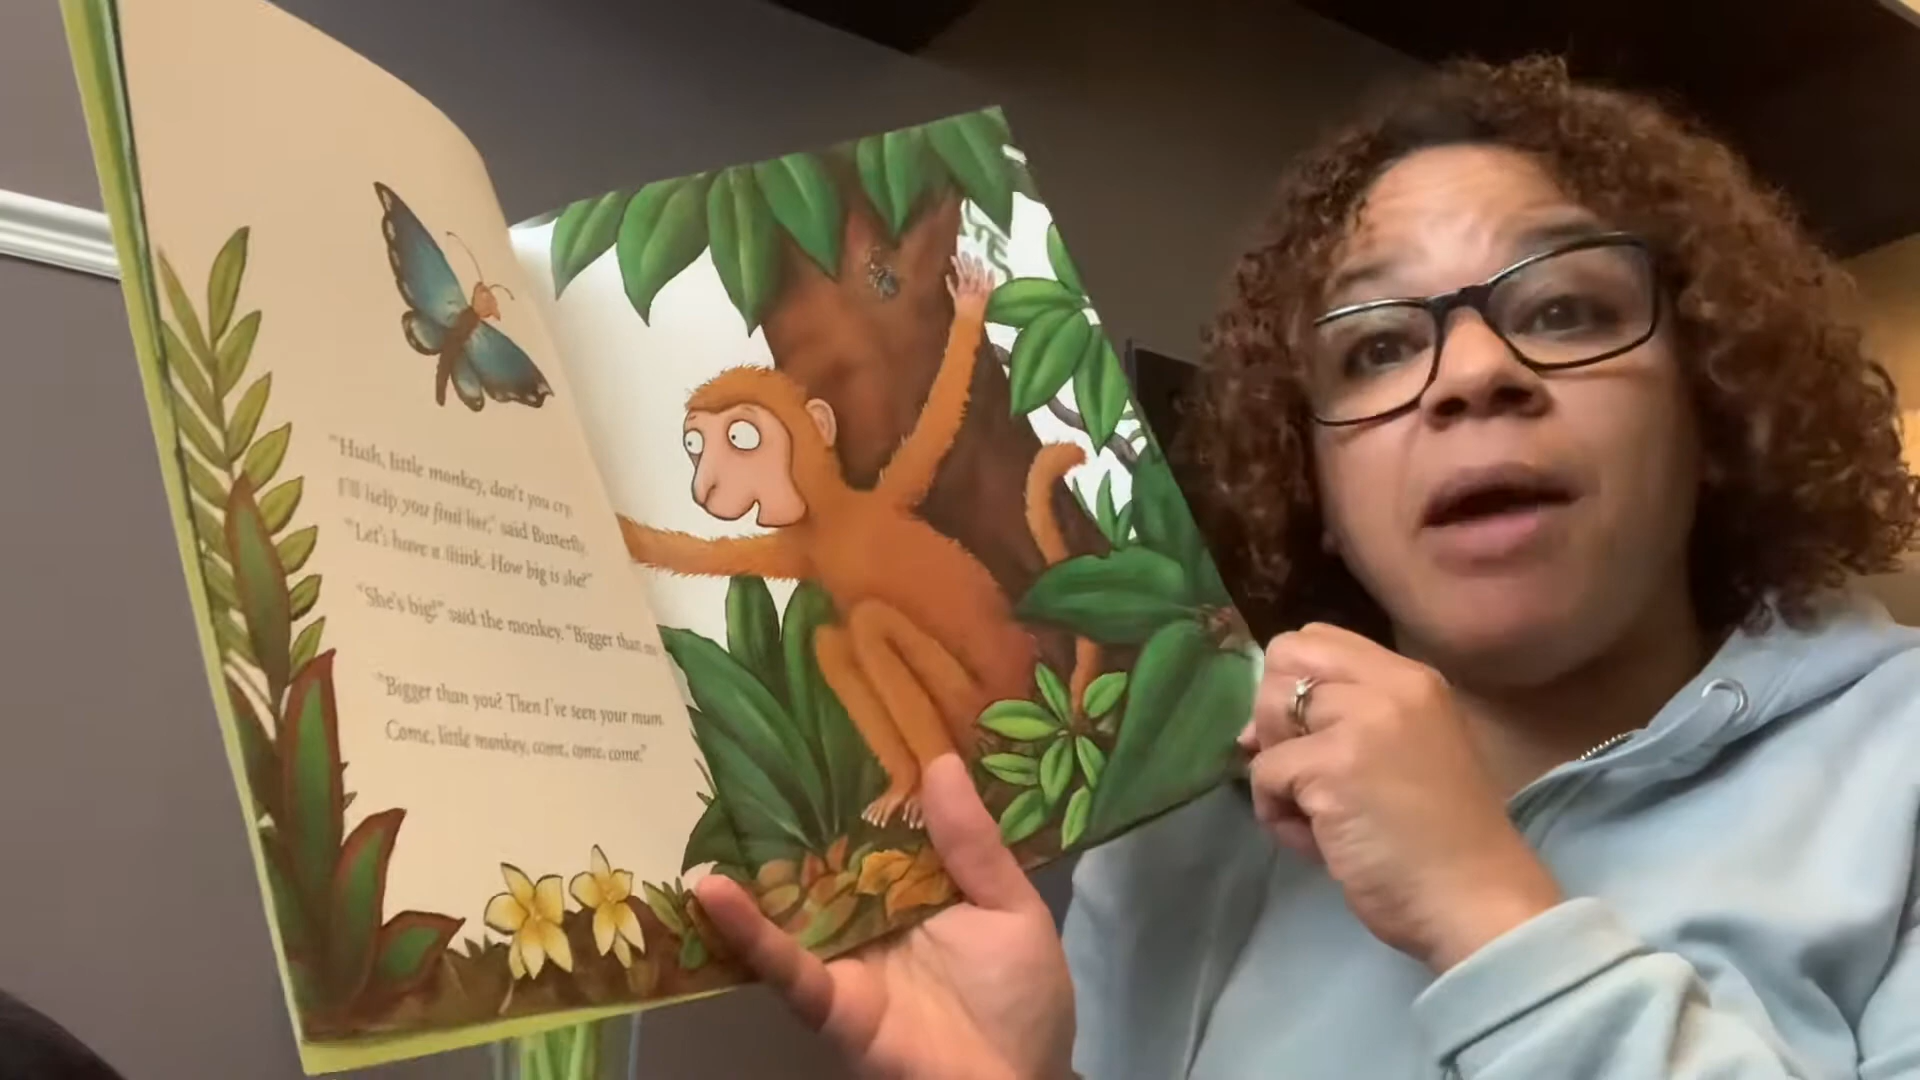 "Hush, little monkey, don't you cry.
I'll help you find her," said Butterfly.
"Let's have a think. How big is she?"
"She's big!" said the monkey. "Bigger than me."
"Bigger than you? Then I've seen your mum.
Come, little monkey, come, come, come."